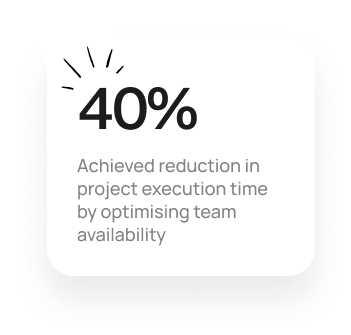 40%
Achieved reduction in
project execution time
by optimising team
availability